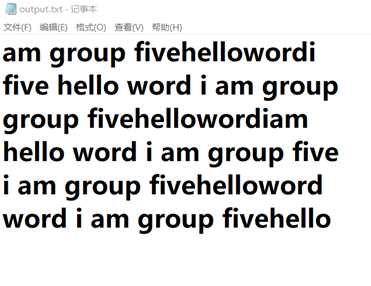 output.txt - 记事本
文件(F) 编辑(E) 格式(O) 查看(V) 帮助(H)
am group fivehellowordi
five hello word i am group
group fivehellowordiam
hello word i am group five
i am group fivehelloword
word i am group fivehello